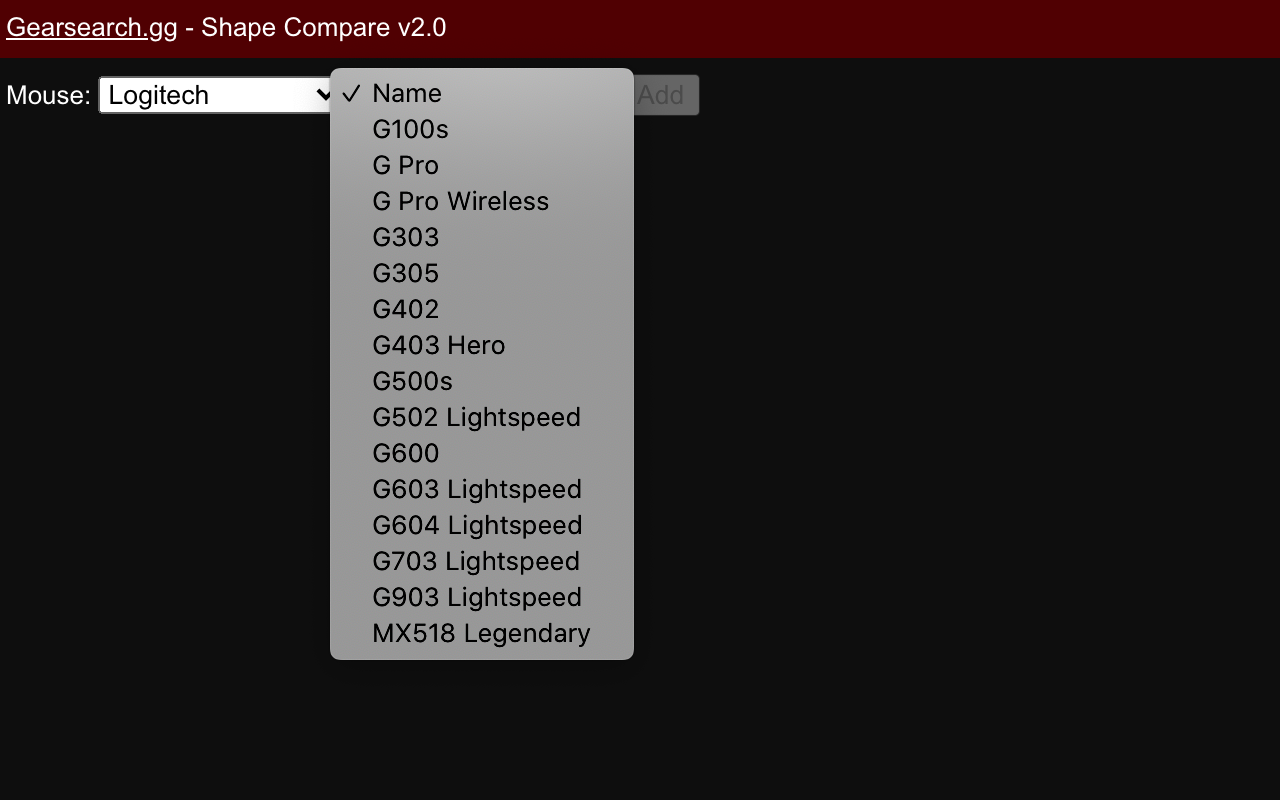 Gearsearch.gg - Shape Compare v2.0
Mouse: Logitech Add
✓ Name
G100s
G Pro
G Pro Wireless
G303
G305
G402
G403 Hero
G500s
G502 Lightspeed
G600
G603 Lightspeed
G604 Lightspeed
G703 Lightspeed
G903 Lightspeed
MX518 Legendary